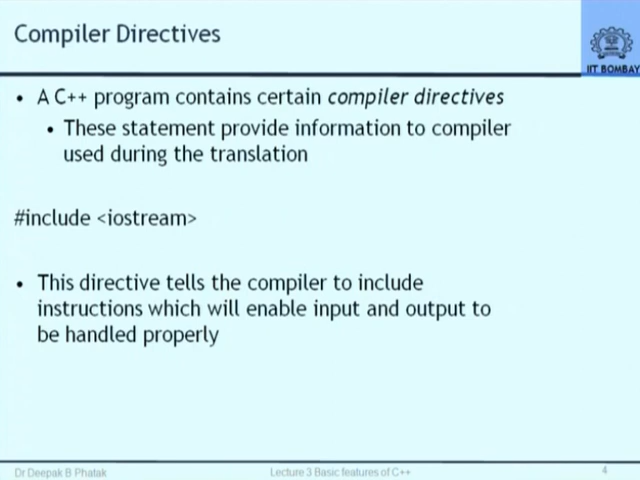 Compiler Directives
IIT BOMBAY
• A C++ program contains certain compiler directives
• These statement provide information to compiler
used during the translation
#include <iostream>
• This directive tells the compiler to include
instructions which will enable input and output to
be handled properly
Dr Deepak B Phatak
Lecture 3 Basic features of C++
4